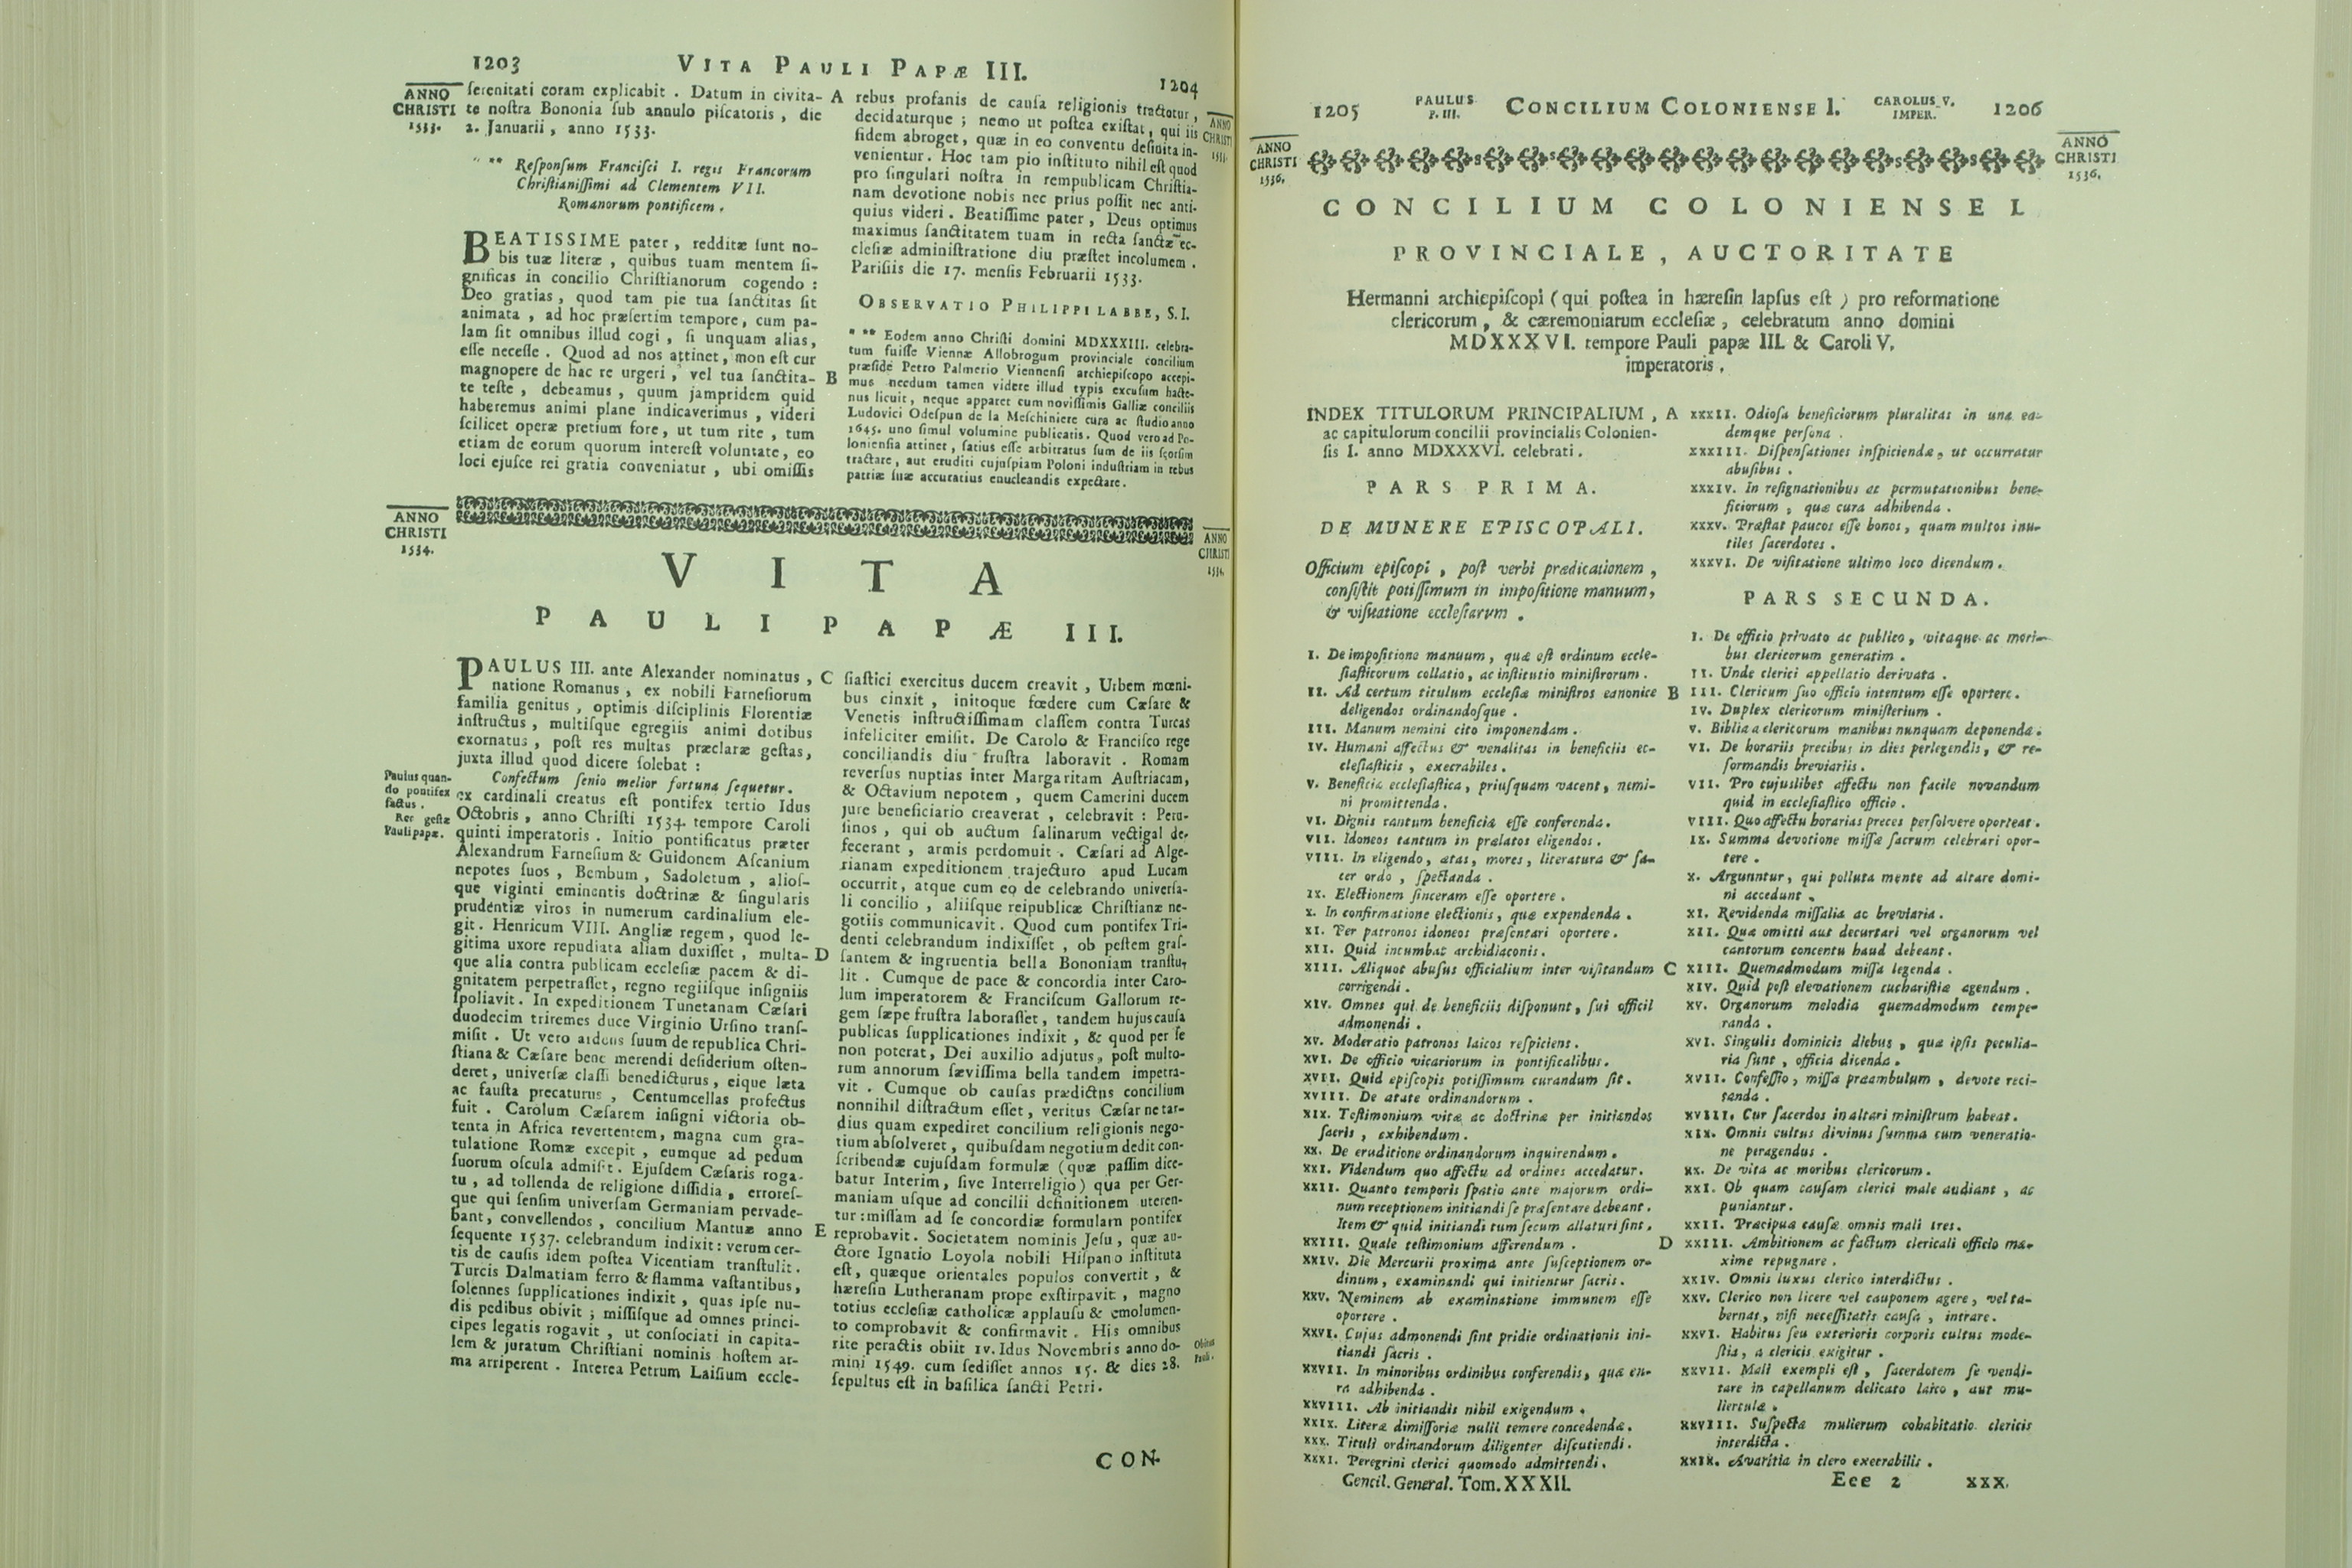 1203 VITA PAULI PAPÆ III. 1204
ANNO
CHRISTI
1533.
ſerenitati coram explicabit . Datum in civita-
te noſtra Bononia ſub annulo piſcatoris , die
2. Januarii , anno 1533.
** Reſponſum Franciſci I. regis Francorum
Chriſtianiſſimi ad Clementem VII.
Romanorum pontificem .
BEATISSIME pater , redditæ ſunt no-
bis tuæ literæ , quibus tuam mentem ſi-
gnificas in concilio Chriſtianorum cogendo :
Deo gratias , quod tam pie tua ſanctitas ſit
animata , ad hoc præſertim tempore, cum pa-
lam ſit omnibus illud cogi , ſi unquam alias,
eſſe neceſſe . Quod ad nos attinet, mon eſt cur
magnopere de hac re urgeri , vel tua ſanctita-
te teſte , debeamus , quum jampridem quid
haberemus animi plane indicaverimus , videri
ſcilicet operæ pretium fore, ut tum rite , tum
etiam de eorum quorum intereſt voluntate, eo
loci ejuſce rei gratia conveniatur , ubi omiſſis
A
rebus profanis de cauſa religionis tractatur ,
decidaturque ; nemo ut poſtea exiſtat, qui iis
fidem abroget, quæ in eo conventu definita in-
venientur . Hoc tam pio inſtituto nihil eſt quod
pro ſingulari noſtra in rempublicam Chriſtia-
nam devotione nobis nec prius poſſit nec anti-
quius videri . Beatiſſime pater , Deus optimus
maximus ſanctitatem tuam in recta ſanctæ ec-
cleſiæ adminiſtratione diu præſtet incolumem .
Pariſiis die 17. menſis Februarii 1533.
OBSERVATIO PHILIPPI LABBE, S. I.
* ** Eodem anno Chriſti domini MDXXXIII. celebra-
tum fuiſſe Viennæ Allobrogum provinciale concilium
præſide Petro Palmerio Viennenſi archiepiſcopo accepi-
B
mus needum tamen videre illud typis excuſum hacte-
nus licuit, neque apparet cum noviſſimis Galliæ conciliis
Ludovici Odeſpun de la Meſchiniere cura ac ſtudio anno
1645. uno ſimul volumine publicatis. Quod vero ad Po-
lonienſia attinet , ſatius eſſe arbitratus ſum de iis ſeorſim
tractare, aut eruditi cujuſpiam Poloni induſtriam in rebus
patriæ ſuæ accuratius enucleandis expectare.
ANNO
CHRISTI
1533.
ANNO
CHRISTI
1534.
ANNO
CHRISTI
1534.
VITA
PAULI PAPÆ III.
PAULUS III. ante Alexander nominatus ,
natione Romanus , ex nobili Farneſiorum
familia genitus , optimis diſciplinis Florentiæ
inſtructus , multiſque egregiis animi dotibus
exornatus , poſt res multas præclaræ geſtas,
juxta illud quod dicere ſolebat :
Confectum ſenio melior fortuna ſequetur.
Paulus quan-
do pontifex
factus .
Res geſtæ
Pauli papæ.
ex cardinali creatus eſt pontifex tertio Idus
Octobris , anno Chriſti 1534. tempore Caroli
quinti imperatoris . Initio pontificatus præter
Alexandrum Farneſium & Guidonem Aſcanium
nepotes ſuos , Bembum , Sadoletum , alioſ-
que viginti eminentis doctrinæ & ſingularis
prudentiæ viros in numerum cardinalium ele-
git. Henricum VIII. Angliæ regem , quod le-
gitima uxore repudiata aliam duxiſſet , multa-
que alia contra publicam eccleſiæ pacem & di-
gnitatem perpetraſſet, regno regiiſque inſigniis
ſpoliavit. In expeditionem Tunetanam Cæſari
duodecim triremes duce Virginio Urſino tranſ-
miſit . Ut vero ardens ſuum de republica Chri-
ſtiana & Cæſare bene merendi deſiderium oſten-
deret, univerſæ claſſi benedicturus , eique læta
ac fauſta precaturus , Centumcellas profectus
fuit . Carolum Cæſarem inſigni victoria ob-
tenta in Africa revertentem, magna cum gra-
tulatione Romæ excepit , eumque ad pedum
ſuorum oſcula admiſit. Ejuſdem Cæſaris roga-
tu , ad tollenda de religione diſſidia , erroreſ-
que qui ſenſim univerſam Germaniam pervade-
bant, convellendos , concilium Mantuæ anno
ſequente 1537. celebrandum indixit : verum cer-
tis de cauſis idem poſtea Vicentiam tranſtulit.
Turcis Dalmatiam ferro & flamma vaſtantibus,
ſolennes ſupplicationes indixit , quas ipſe nu-
dis pedibus obivit ; miſſiſque ad omnes princi-
cipes legatis rogavit , ut conſociati in capita-
lem & juratum Chriſtiani nominis hoſtem ar-
ma arriperent . Interea Petrum Laiſium eccle-
C
ſiaſtici exercitus ducem creavit , Urbem mœni-
bus cinxit , initoque fœdere cum Cæſare &
Venetis inſtructiſſimam claſſem contra Turcas
infeliciter emiſit. De Carolo & Franciſco rege
conciliandis diu fruſtra laboravit . Romam
reverſus nuptias inter Margaritam Auſtriacam,
& Octavium nepotem , quem Camerini ducem
jure beneficiario creaverat , celebravit : Peru-
ſinos , qui ob auctum ſalinarum vectigal de-
fecerant , armis perdomuit . Cæſari ad Alge-
rianam expeditionem trajecturo apud Lucam
occurrit, atque cum eo de celebrando univerſa-
li concilio , aliiſque reipublicæ Chriſtianæ ne-
gotiis communicavit. Quod cum pontifex Tri-
denti celebrandum indixiſſet , ob peſtem graſ-
D
ſantem & ingruentia bella Bononiam tranſtu-
lit . Cumque de pace & concordia inter Caro-
lum imperatorem & Franciſcum Gallorum re-
gem ſæpe fruſtra laboraſſet, tandem hujus cauſa
publicas ſupplicationes indixit , & quod per ſe
non poterat, Dei auxilio adjutus, poſt multo-
rum annorum ſæviſſima bella tandem impetra-
vit . Cumque ob cauſas prædictas concilium
nonnihil diſtractum eſſet, veritus Cæſar ne tar-
dius quam expediret concilium religionis nego-
tium abſolveret, quibuſdam negotium dedit con-
ſcribendæ cujuſdam formulæ (quæ paſſim dice-
batur Interim, ſive Interreligio) qua per Ger-
maniam uſque ad concilii definitionem uteren-
tur : miſſam ad ſe concordiæ formulam pontifex
E
reprobavit. Societatem nominis Jeſu, quæ au-
ctore Ignatio Loyola nobili Hiſpano inſtituta
eſt, quæque orientales populos convertit , &
hæreſin Lutheranam prope exſtirpavit , magno
totius eccleſiæ catholicæ applauſu & emolumen-
to comprobavit & confirmavit . His omnibus
rite peractis obiit IV. Idus Novembris anno do-
mini 1549. cum ſediſſet annos 15. & dies 28.
ſepultus eſt in baſilica ſancti Petri.
Obitus
Pauli.
CON-
1205 PAULUS P. III. CONCILIUM COLONIENSE I. CAROLUS V. IMPER. 1206
ANNO
CHRISTI
1536.
ANNO
CHRISTI
1536.
CONCILIUM COLONIENSE I.
PROVINCIALE, AUCTORITATE
Hermanni archiepiſcopi ( qui poſtea in hæreſin lapſus eſt ) pro reformatione
clericorum , & cæremoniarum eccleſiæ , celebratum anno domini
MDXXXVI. tempore Pauli papæ III. & Caroli V.
imperatoris .
INDEX TITULORUM PRINCIPALIUM ,
ac capitulorum concilii provincialis Colonien-
ſis I. anno MDXXXVI. celebrati .
PARS PRIMA.
DE MUNERE EPISCOPALI.
Officium epiſcopi , poſt verbi prædicationem ,
conſiſtit potiſſimum in impoſitione manuum,
& viſitatione eccleſiarum .
I. De impoſitione manuum, quæ eſt ordinum eccle-
ſiaſticorum collatio, ac inſtitutio miniſtrorum.
II. Ad certum titulum eccleſiæ miniſtros canonice
deligendos ordinandoſque .
III. Manum nemini cito imponendam.
IV. Humani affectus & venalitas in beneficiis ec-
cleſiaſticis , execrabiles .
V. Beneficia eccleſiaſtica, priuſquam vacent, nemi-
ni promittenda.
VI. Dignis tantum beneficia eſſe conferenda.
VII. Idoneos tantum in prælatos eligendos.
VIII. In eligendo, ætas, mores, literatura & ſa-
cer ordo , ſpectanda .
IX. Electionem ſinceram eſſe oportere .
X. In confirmatione electionis, quæ expendenda .
XI. Per patronos idoneos præſentari oportere.
XII. Quid incumbat archidiaconis.
XIII. Aliquot abuſus officialium inter viſitandum
corrigendi .
XIV. Omnes qui de beneficiis diſponunt, ſui officii
admonendi .
XV. Moderatio patronos laicos reſpiciens.
XVI. De officio vicariorum in pontificalibus.
XVII. Quid epiſcopis potiſſimum curandum ſit.
XVIII. De ætate ordinandorum .
XIX. Teſtimonium vitæ ac doctrinæ per initiandos
ſacris , exhibendum .
XX. De eruditione ordinandorum inquirendum .
XXI. Videndum quo affectu ad ordines accedatur.
XXII. Quanto temporis ſpatio ante majorum ordi-
num receptionem initiandi ſe præſentare debeant.
Item & quid initiandi tum ſecum allaturi ſint.
XXIII. Quale teſtimonium afferendum .
XXIV. Die Mercurii proxima ante ſuſceptionem or-
dinum, examinandi qui initientur ſacris.
XXV. Neminem ab examinatione immunem eſſe
oportere .
XXVI. Cujus admonendi ſint pridie ordinationis ini-
tiandi ſacris .
XXVII. In minoribus ordinibus conferendis, quæ cu-
ra adhibenda .
XXVIII. Ab initiandis nihil exigendum .
XXIX. Literæ dimiſſoriæ nulli temere concedendæ.
XXX. Tituli ordinandorum diligenter diſcutiendi.
XXXI. Peregrini clerici quomodo admittendi.
A
XXXII. Odioſa beneficiorum pluralitas in una ea-
demque perſona .
XXXIII. Diſpenſationes inſpiciendæ, ut occurratur
abuſibus .
XXXIV. In reſignationibus ac permutationibus bene-
ficiorum , quæ cura adhibenda .
XXXV. Præſtat paucos eſſe bonos, quam multos inu-
tiles ſacerdotes .
XXXVI. De viſitatione ultimo loco dicendum.
PARS SECUNDA.
I. De officio privato ac publico, vitaque ac mori-
bus clericorum generatim .
II. Unde clerici appellatio derivata .
B
III. Clericum ſuo officio intentum eſſe oportere.
IV. Duplex clericorum miniſterium .
V. Biblia a clericorum manibus nunquam deponenda.
VI. De horariis precibus in dies perlegendis, & re-
formandis breviariis.
VII. Pro cujuslibet affectu non facile novandum
quid in eccleſiaſtico officio .
VIII. Quo affectu horarias preces perſolvere oporteat.
IX. Summa devotione miſſæ ſacrum celebrari opor-
tere .
X. Arguuntur, qui polluta mente ad altare domi-
ni accedunt .
XI. Revidenda miſſalia ac breviaria.
XII. Quæ omitti aut decurtari vel organorum vel
cantorum concentu haud debeant.
C
XIII. Quemadmodum miſſa legenda .
XIV. Quid poſt elevationem euchariſtiæ agendum .
XV. Organorum melodia quemadmodum tempe-
randa .
XVI. Singulis dominicis diebus , quæ ipſis peculia-
ria ſunt , officia dicenda .
XVII. Confeſſio, miſſæ præambulum , devote reci-
tanda .
XVIII. Cur ſacerdos in altari miniſtrum habeat.
XIX. Omnis cultus divinus ſumma cum veneratio-
ne peragendus .
XX. De vita ac moribus clericorum.
XXI. Ob quam cauſam clerici male audiant , ac
puniantur .
XXII. Præcipuæ cauſæ omnis mali tres.
D
XXIII. Ambitionem ac faſtum clericali officio ma-
xime repugnare .
XXIV. Omnis luxus clerico interdictus .
XXV. Clerico non licere vel cauponem agere, vel ta-
bernas, niſi neceſſitatis cauſa , intrare.
XXVI. Habitus ſeu exterioris corporis cultus mode-
ſtia, a clericis exigitur .
XXVII. Mali exempli eſt , ſacerdotem ſe vendi-
tare in capellanum delicato laico , aut mu-
lierculæ .
XXVIII. Suſpecta mulierum cohabitatio clericis
interdicta .
XXIX. Avaritia in clero execrabilis .
Concil. General. Tom. XXXII. Eee 2 XXX.